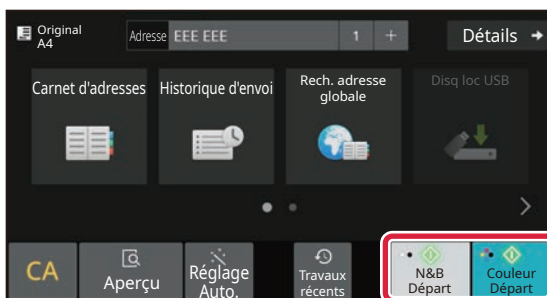 Original
A4
Adresse EEE EEE 1 +
Détails
Carnet d'adresses
Historique d'envoi
Rech. adresse
globale
Disq loc USB
CA
Aperçu
Réglage
Auto.
Travaux
récents
N&B
Départ
Couleur
Départ